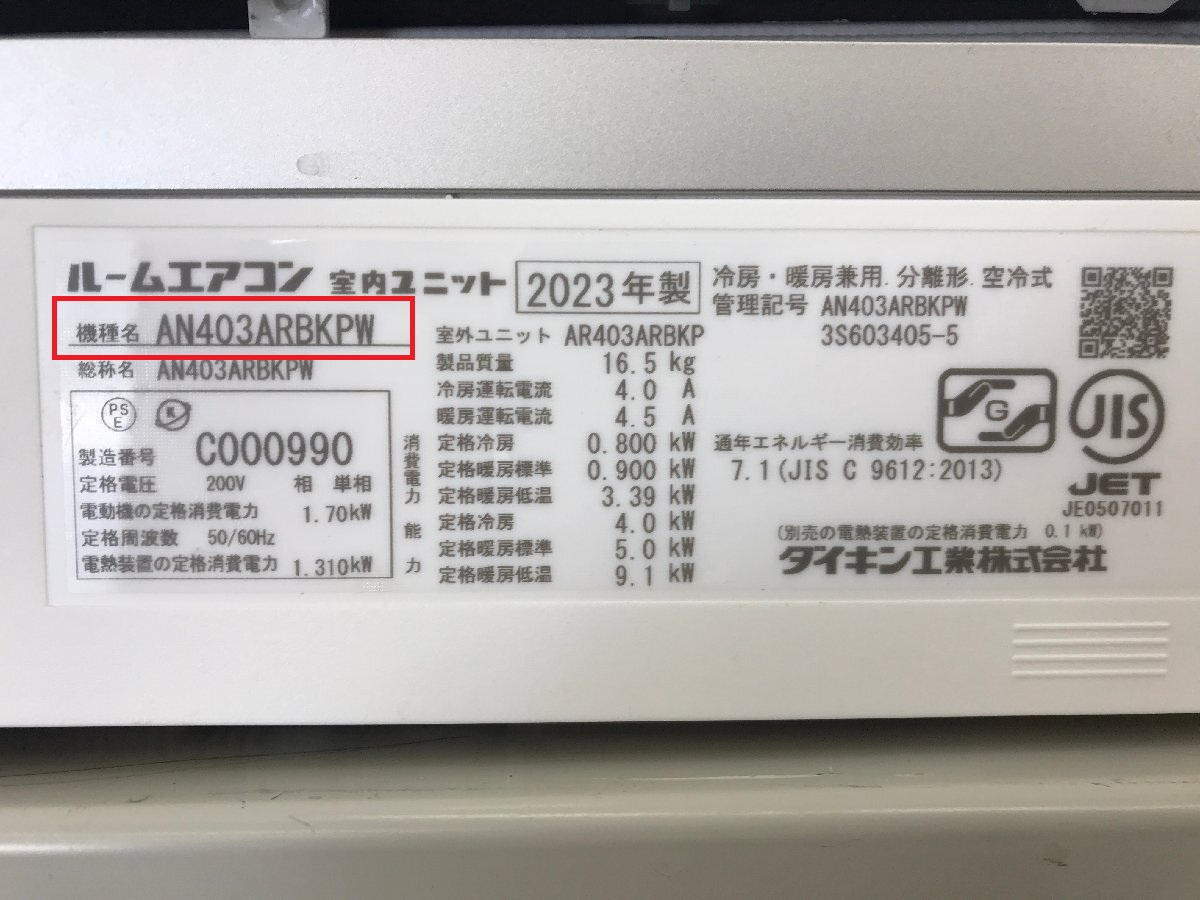 ルームエアコン 室内ユニット 2023年製
機種名 AN403ARBKPW
総称名 AN403ARBKPW
PS
E
製造番号 C000990
定格電圧 200V 相 単相
電動機の定格消費電力 1.70kW
定格周波数 50/60Hz
電熱装置の定格消費電力 1.310kW
室外ユニット AR403ARBKP
製品質量 16.5 kg
冷房運転電流 4.0 A
暖房運転電流 4.5 A
消費電力
定格冷房 0.800 kW
定格暖房標準 0.900 kW
定格暖房低温 3.39 kW
能力
定格冷房 4.0 kW
定格暖房標準 5.0 kW
定格暖房低温 9.1 kW
冷房・暖房兼用.分離形.空冷式
管理記号 AN403ARBKPW
3S603405-5
通年エネルギー消費効率
7.1(JIS C 9612:2013)
G
JIS
JET
JE0507011
(別売の電熱装置の定格消費電力 0.1 kW)
ダイキン工業株式会社